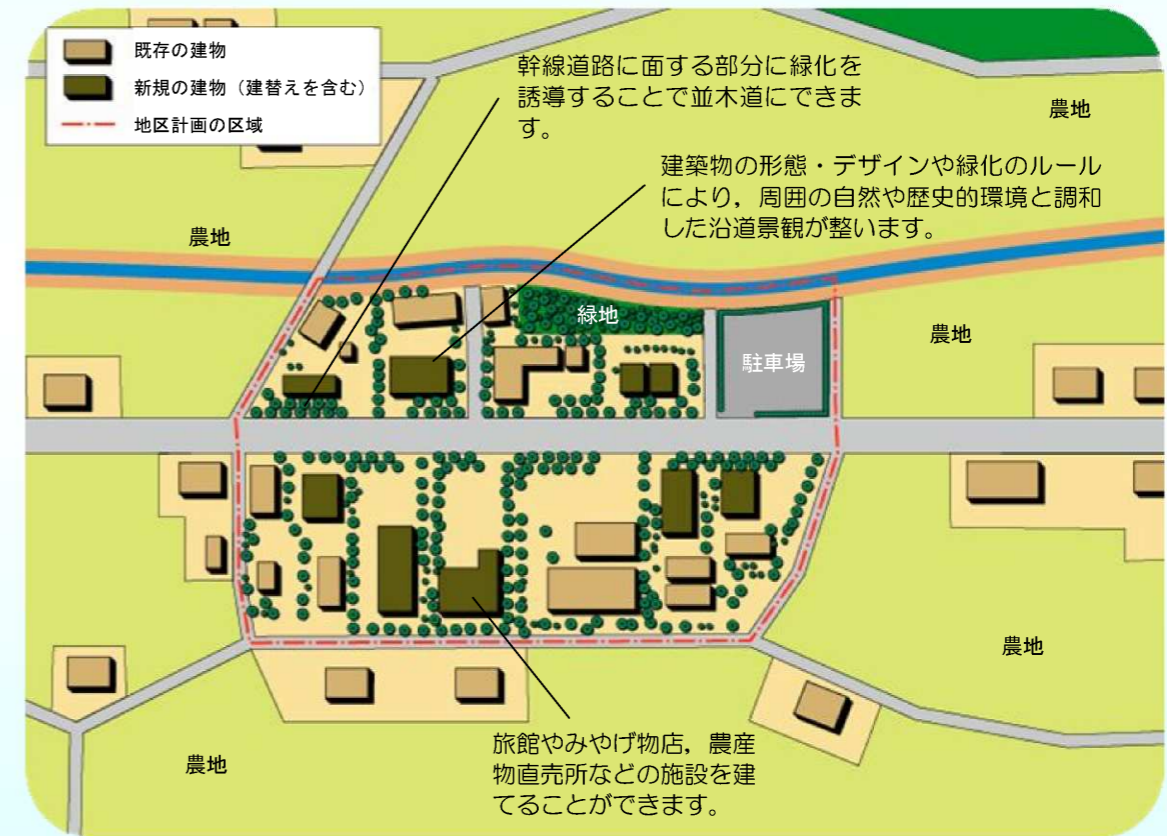 既存の建物
新規の建物（建替えを含む）
地区計画の区域
幹線道路に面する部分に緑化を
誘導することで並木道にできま
す。
農地
建築物の形態・デザインや緑化のルール
により，周囲の自然や歴史的環境と調和
した沿道景観が整います。
農地
緑地
農地
駐車場
農地
旅館やみやげ物店，農産
物直売所などの施設を建
てることができます。
農地